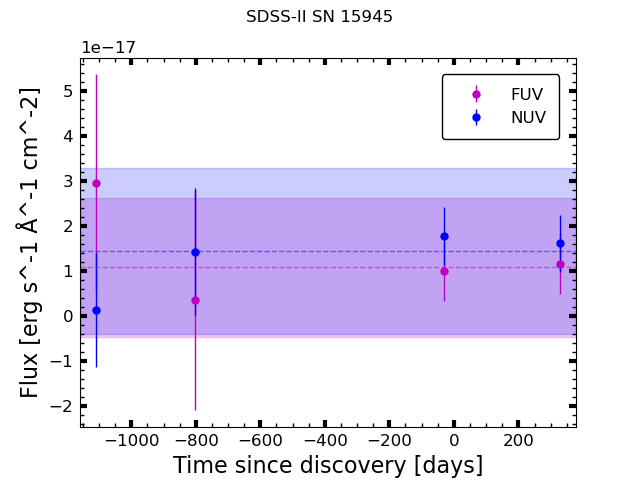 SDSS-II SN 15945
1e−17
FUV
NUV
5
4
3
2
1
0
−1
−2
Flux [erg s^-1 Å^-1 cm^-2]
−1000 −800 −600 −400 −200 0 200
Time since discovery [days]